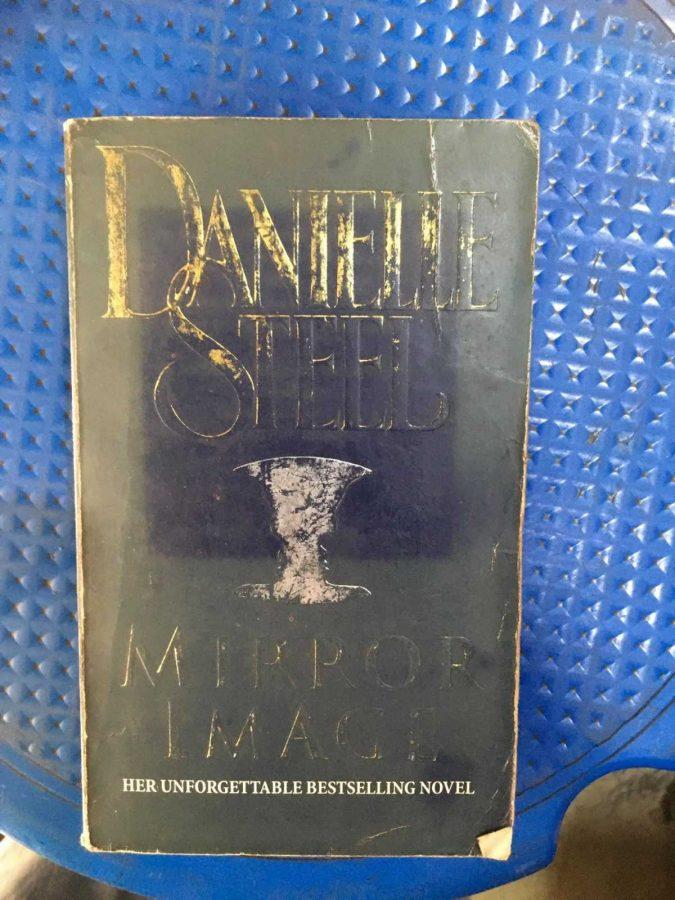 DANIELLE
STEEL
MIRROR
IMAGE
HER UNFORGETTABLE BESTSELLING NOVEL